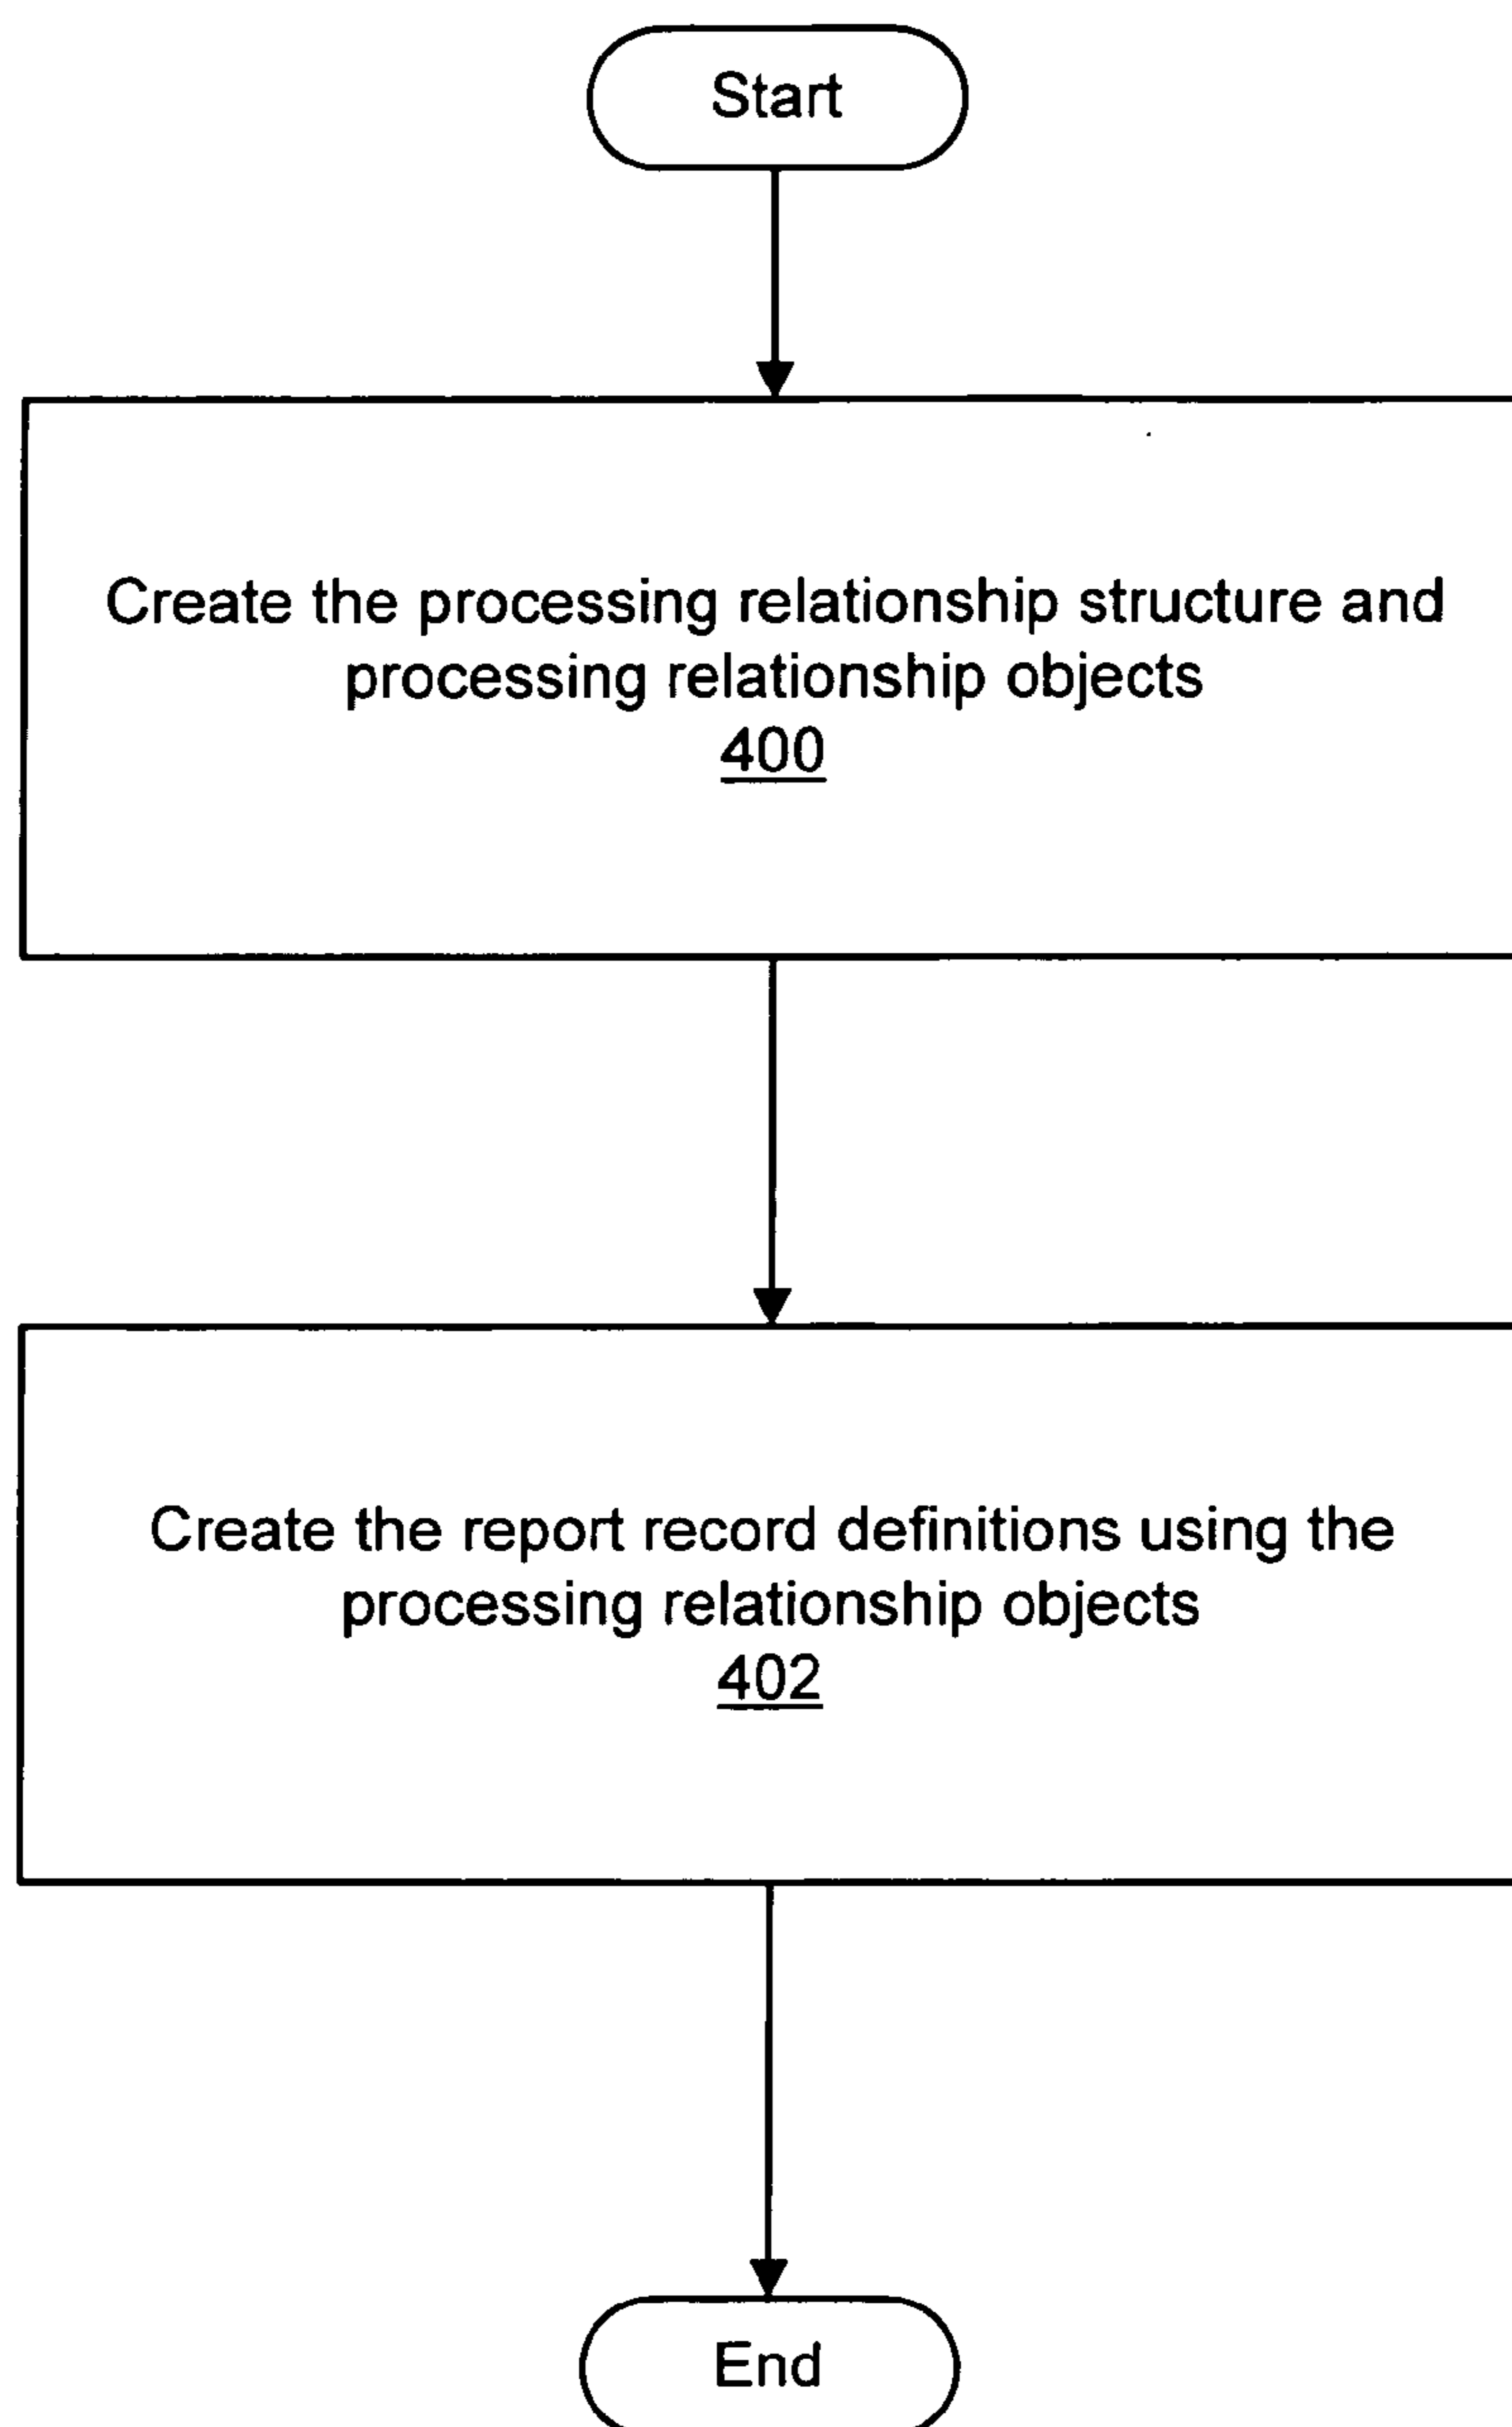 Start
Create the processing relationship structure and
processing relationship objects
400
Create the report record definitions using the
processing relationship objects
402
End